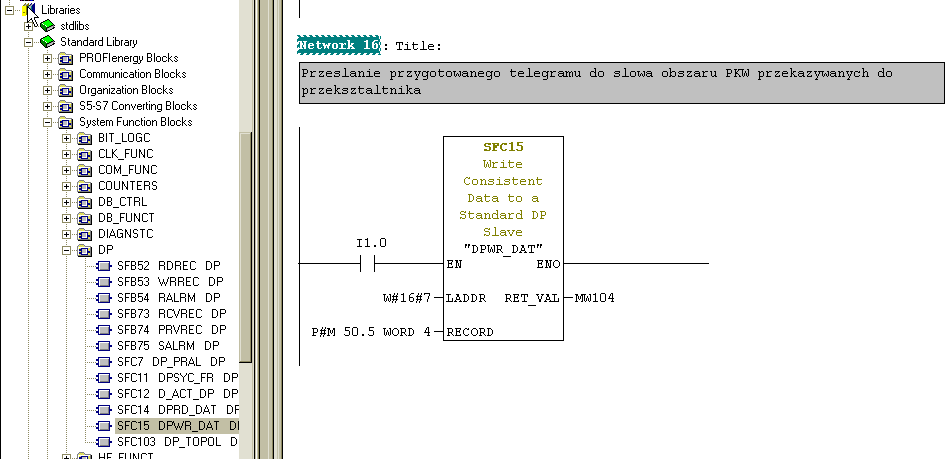 Libraries
stdlibs
Standard Library
PROFIenergy Blocks
Communication Blocks
Organization Blocks
S5-S7 Converting Blocks
System Function Blocks
BIT_LOGC
CLK_FUNC
COM_FUNC
COUNTERS
DB_CTRL
DB_FUNCT
DIAGNSTC
DP
SFB52 RDREC DP
SFB53 WRREC DP
SFB54 RALRM DP
SFB73 RCVREC DP
SFB74 PRVREC DP
SFB75 SALRM DP
SFC7 DP_PRAL DP
SFC11 DPSYC_FR DP
SFC12 D_ACT_DP DP
SFC14 DPRD_DAT DP
SFC15 DPWR_DAT
SFC103 DP_TOPOL D
HF_FUNCT
Network 16: Title:
Przeslanie przygotowanego telegramu do slowa obszaru PKW przekazywanych do
przeksztaltnika
SFC15
Write
Consistent
Data to a
Standard DP
Slave
"DPWR_DAT"
I1.0
EN ENO
W#16#7 LADDR RET_VAL MW104
P#M 50.5 WORD 4 RECORD